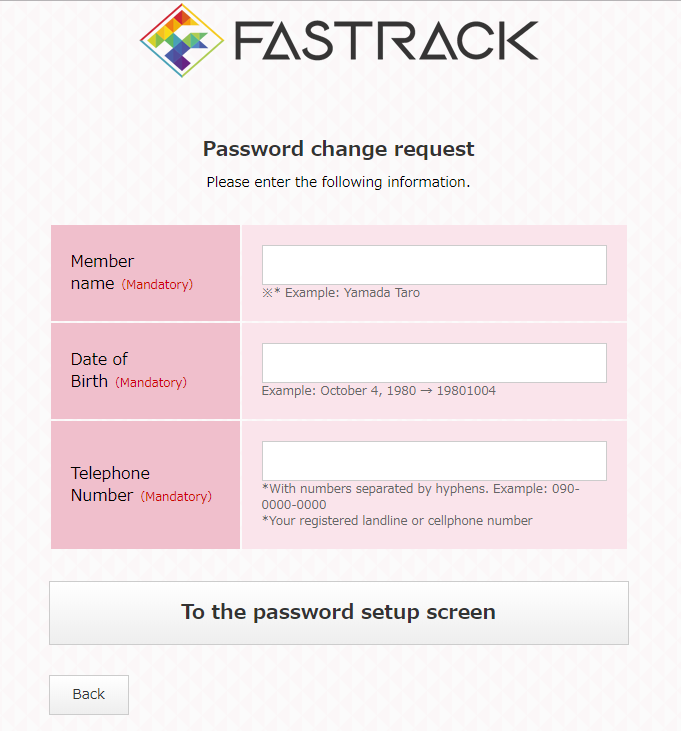 FASTRACK
Password change request
Please enter the following information.
Member
name (Mandatory)
※* Example: Yamada Taro
Date of
Birth (Mandatory)
Example: October 4, 1980 → 19801004
Telephone
Number (Mandatory)
*With numbers separated by hyphens. Example: 090-
0000-0000
*Your registered landline or cellphone number
To the password setup screen
Back